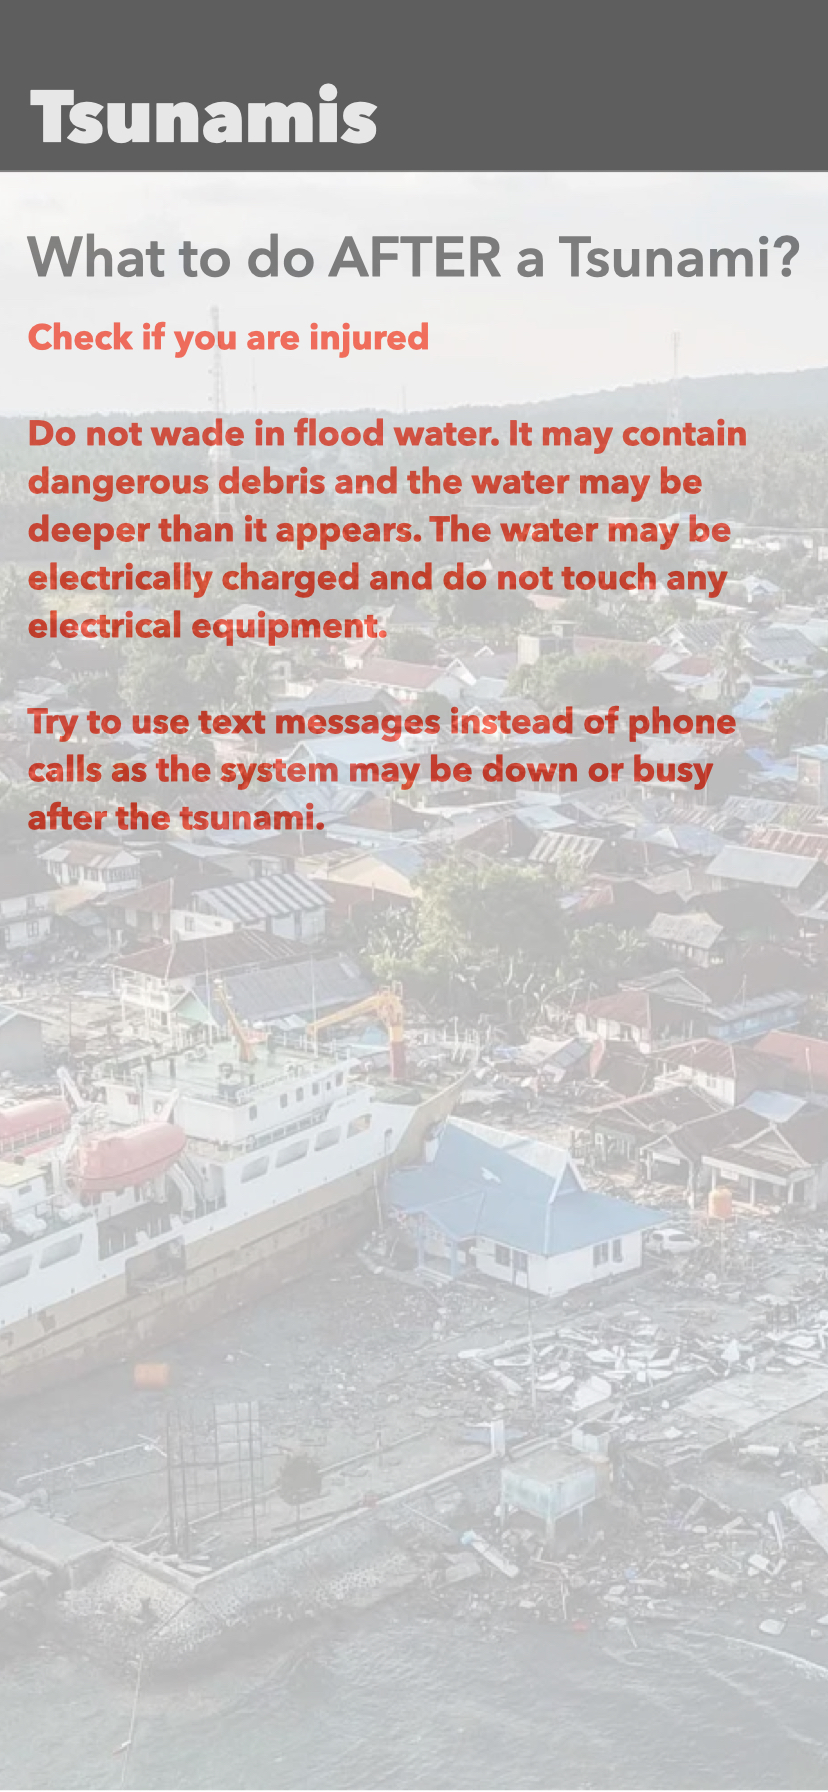 Tsunamis
What to do AFTER a Tsunami?
Check if you are injured
Do not wade in flood water. It may contain
dangerous debris and the water may be
deeper than it appears. The water may be
electrically charged and do not touch any
electrical equipment.
Try to use text messages instead of phone
calls as the system may be down or busy
after the tsunami.